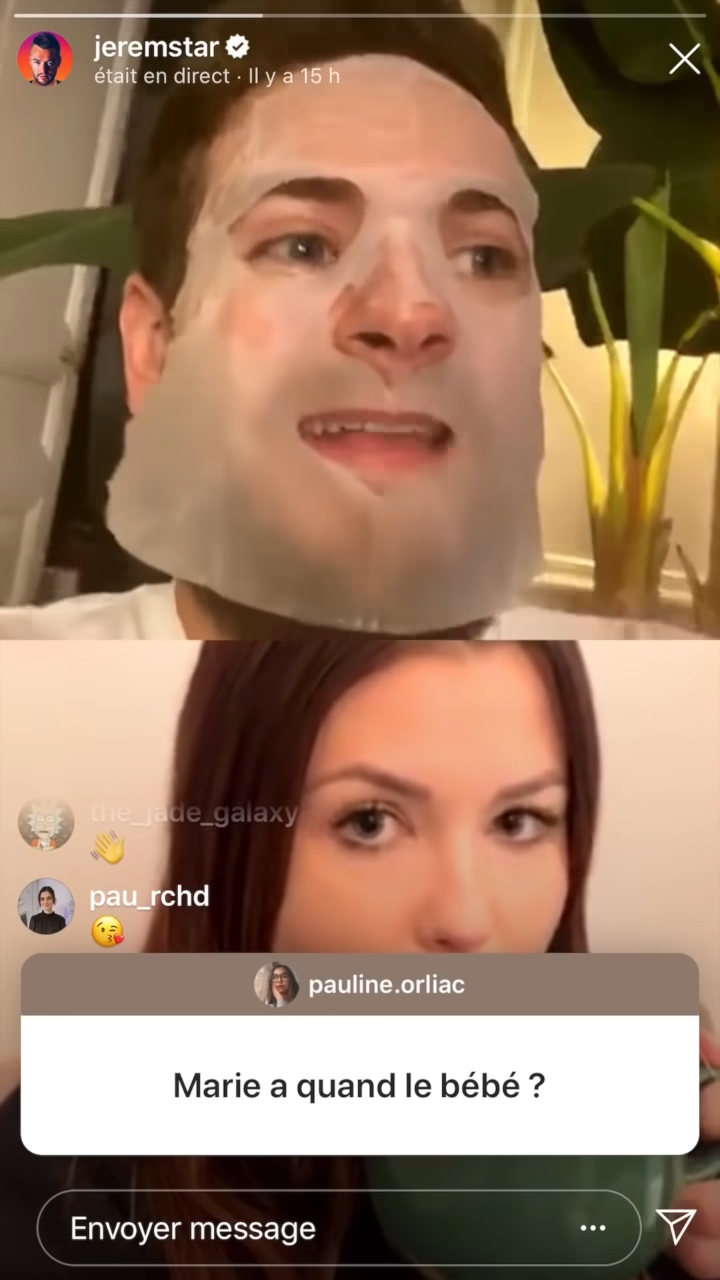 jeremstar
était en direct · Il y a 15 h
the_jade_galaxy
👋
pau_rchd
😘
pauline.orliac
Marie a quand le bébé ?
Envoyer message